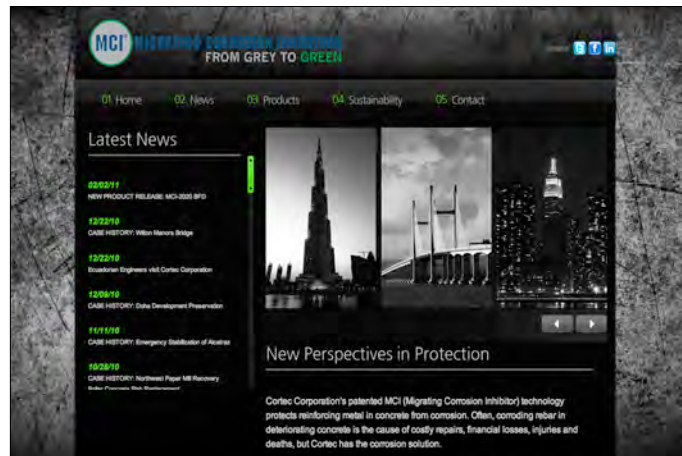 MCI® MIGRATING CORROSION INHIBITORS
FROM GREY TO GREEN
01 Home 02 News 03 Products 04 Sustainability 05 Contact
Latest News
02/02/11
NEW PRODUCT RELEASE: MCI-2020 BFD
12/22/10
CASE HISTORY: Wilton Manors Bridge
12/22/10
Ecuadorian Engineers visit Cortec Corporation
12/09/10
CASE HISTORY: Doha Development Preservation
11/11/10
CASE HISTORY: Emergency Stabilization of Alcatraz
10/28/10
CASE HISTORY: Northwest Paper Mill Recovery
New Perspectives in Protection
Cortec Corporation's patented MCI (Migrating Corrosion Inhibitor) technology
protects reinforcing metal in concrete from corrosion. Often, corroding rebar in
deteriorating concrete is the cause of costly repairs, financial losses, injuries and
deaths, but Cortec has the corrosion solution.